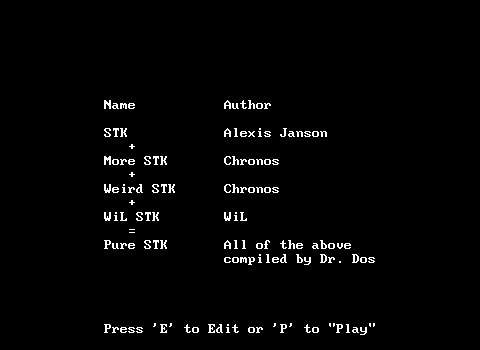 Name Author
STK Alexis Janson
+
More STK Chronos
+
Weird STK Chronos
+
WiL STK WiL
=
Pure STK All of the above
compiled by Dr. Dos
Press 'E' to Edit or 'P' to "Play"